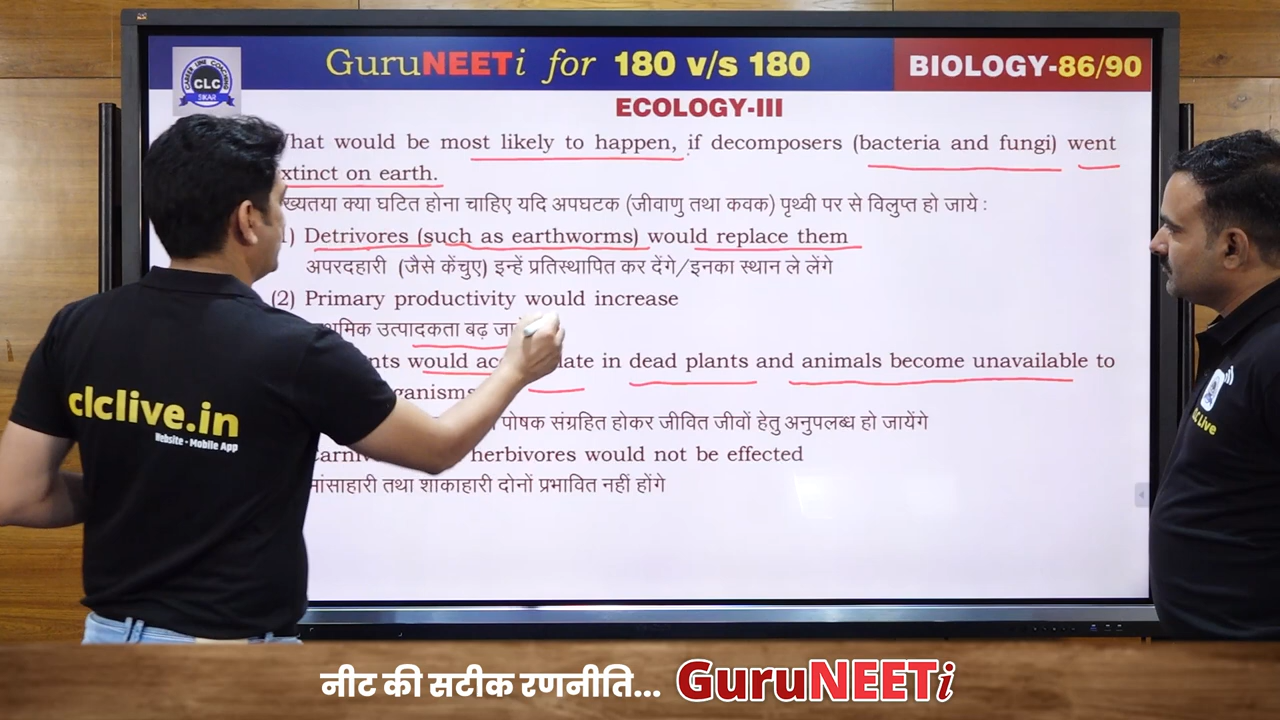 GuruNEETi for 180 v/s 180
BIOLOGY-86/90
CAREER LINE COACHING
CLC
SIKAR
ECOLOGY-III
What would be most likely to happen, if decomposers (bacteria and fungi) went
xtinct on earth.
ख्यतया क्या घटित होना चाहिए यदि अपघटक (जीवाणु तथा कवक) पृथ्वी पर से विलुप्त हो जाये :
1) Detrivores (such as earthworms) would replace them
अपरदहारी (जैसे केंचुए) इन्हें प्रतिस्थापित कर देंगे/इनका स्थान ले लेंगे
(2) Primary productivity would increase
थमिक उत्पादकता बढ़
would in dead plants and animals become unavailable to
पोषक संग्रहित होकर जीवित जीवों हेतु अनुपलब्ध हो जायेंगे
herbivores would not be effected
मांसाहारी तथा शाकाहारी दोनों प्रभावित नहीं होंगे
clclive.in
Website - Mobile App
CLC Live
नीट की सटीक रणनीति... GuruNEETi